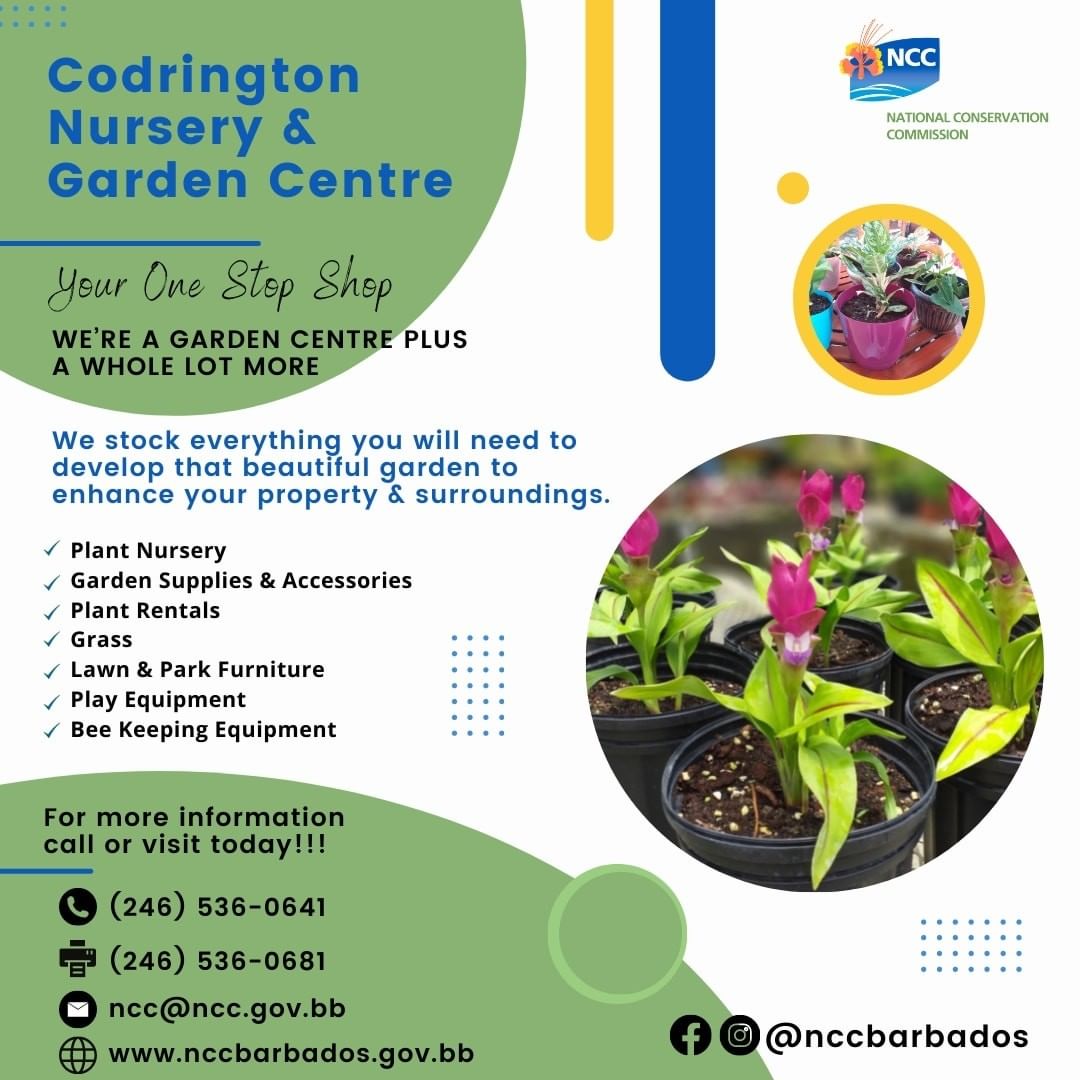 Codrington
Nursery &
Garden Centre
Your One Stop Shop
WE'RE A GARDEN CENTRE PLUS
A WHOLE LOT MORE
NCC
NATIONAL CONSERVATION
COMMISSION
We stock everything you will need to
develop that beautiful garden to
enhance your property & surroundings.
Plant Nursery
Garden Supplies & Accessories
Plant Rentals
Grass
Lawn & Park Furniture
Play Equipment
Bee Keeping Equipment
For more information
call or visit today!!!
(246) 536-0641
(246) 536-0681
ncc@ncc.gov.bb
www.nccbarbados.gov.bb
@nccbarbados